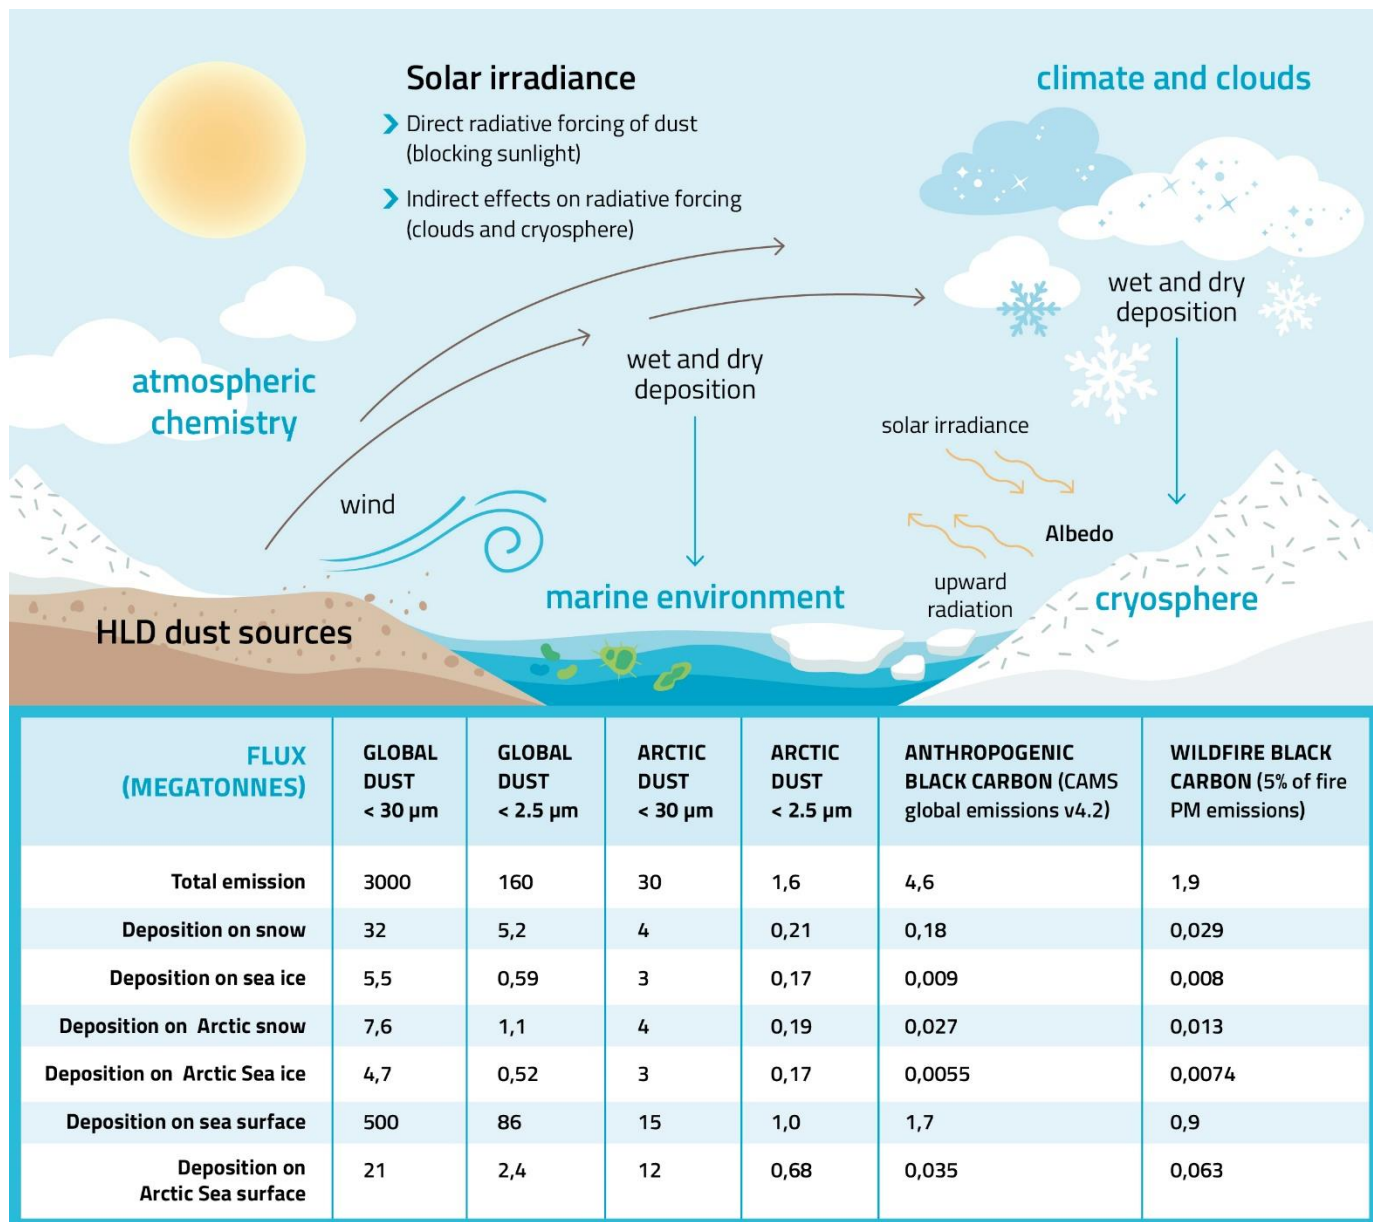 Solar irradiance
Direct radiative forcing of dust
(blocking sunlight)
Indirect effects on radiative forcing
(clouds and cryosphere)
climate and clouds
wet and dry
deposition
wet and dry
deposition
atmospheric
chemistry
solar irradiance
wind
Albedo
upward
radiation
marine environment
cryosphere
HLD dust sources
FLUX
(MEGATONNES)
GLOBAL
DUST
< 30 µm
GLOBAL
DUST
< 2.5 µm
ARCTIC
DUST
< 30 µm
ARCTIC
DUST
< 2.5 µm
ANTHROPOGENIC
BLACK CARBON (CAMS
global emissions v4.2)
WILDFIRE BLACK
CARBON (5% of fire
PM emissions)
Total emission 3000 160 30 1,6 4,6 1,9
Deposition on snow 32 5,2 4 0,21 0,18 0,029
Deposition on sea ice 5,5 0,59 3 0,17 0,009 0,008
Deposition on Arctic snow 7,6 1,1 4 0,19 0,027 0,013
Deposition on Arctic Sea ice 4,7 0,52 3 0,17 0,0055 0,0074
Deposition on sea surface 500 86 15 1,0 1,7 0,9
Deposition on
Arctic Sea surface 21 2,4 12 0,68 0,035 0,063